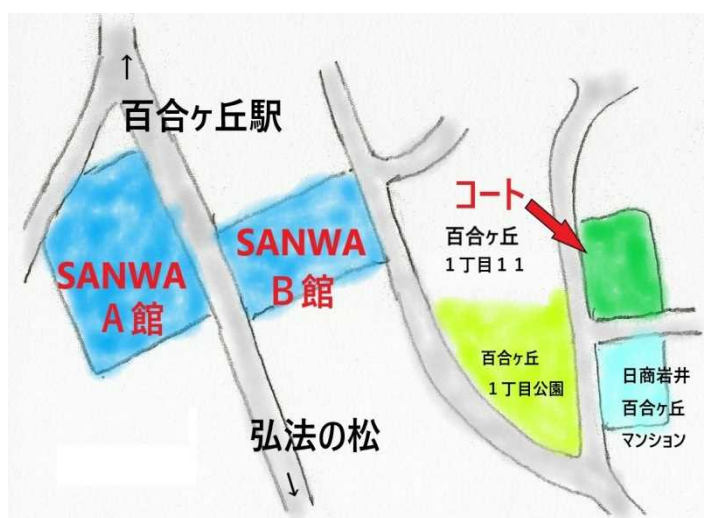 ↑
百合ヶ丘駅
SANWA
A館
SANWA
B館
コート
百合ヶ丘
1丁目11
百合ヶ丘
1丁目公園
日商岩井
百合ヶ丘
マンション
弘法の松
↓